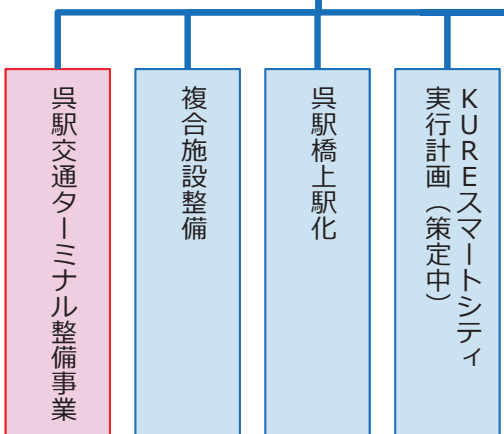 呉駅交通ターミナル整備事業
複合施設整備
呉駅橋上駅化
KUREスマートシティ
実行計画（策定中）